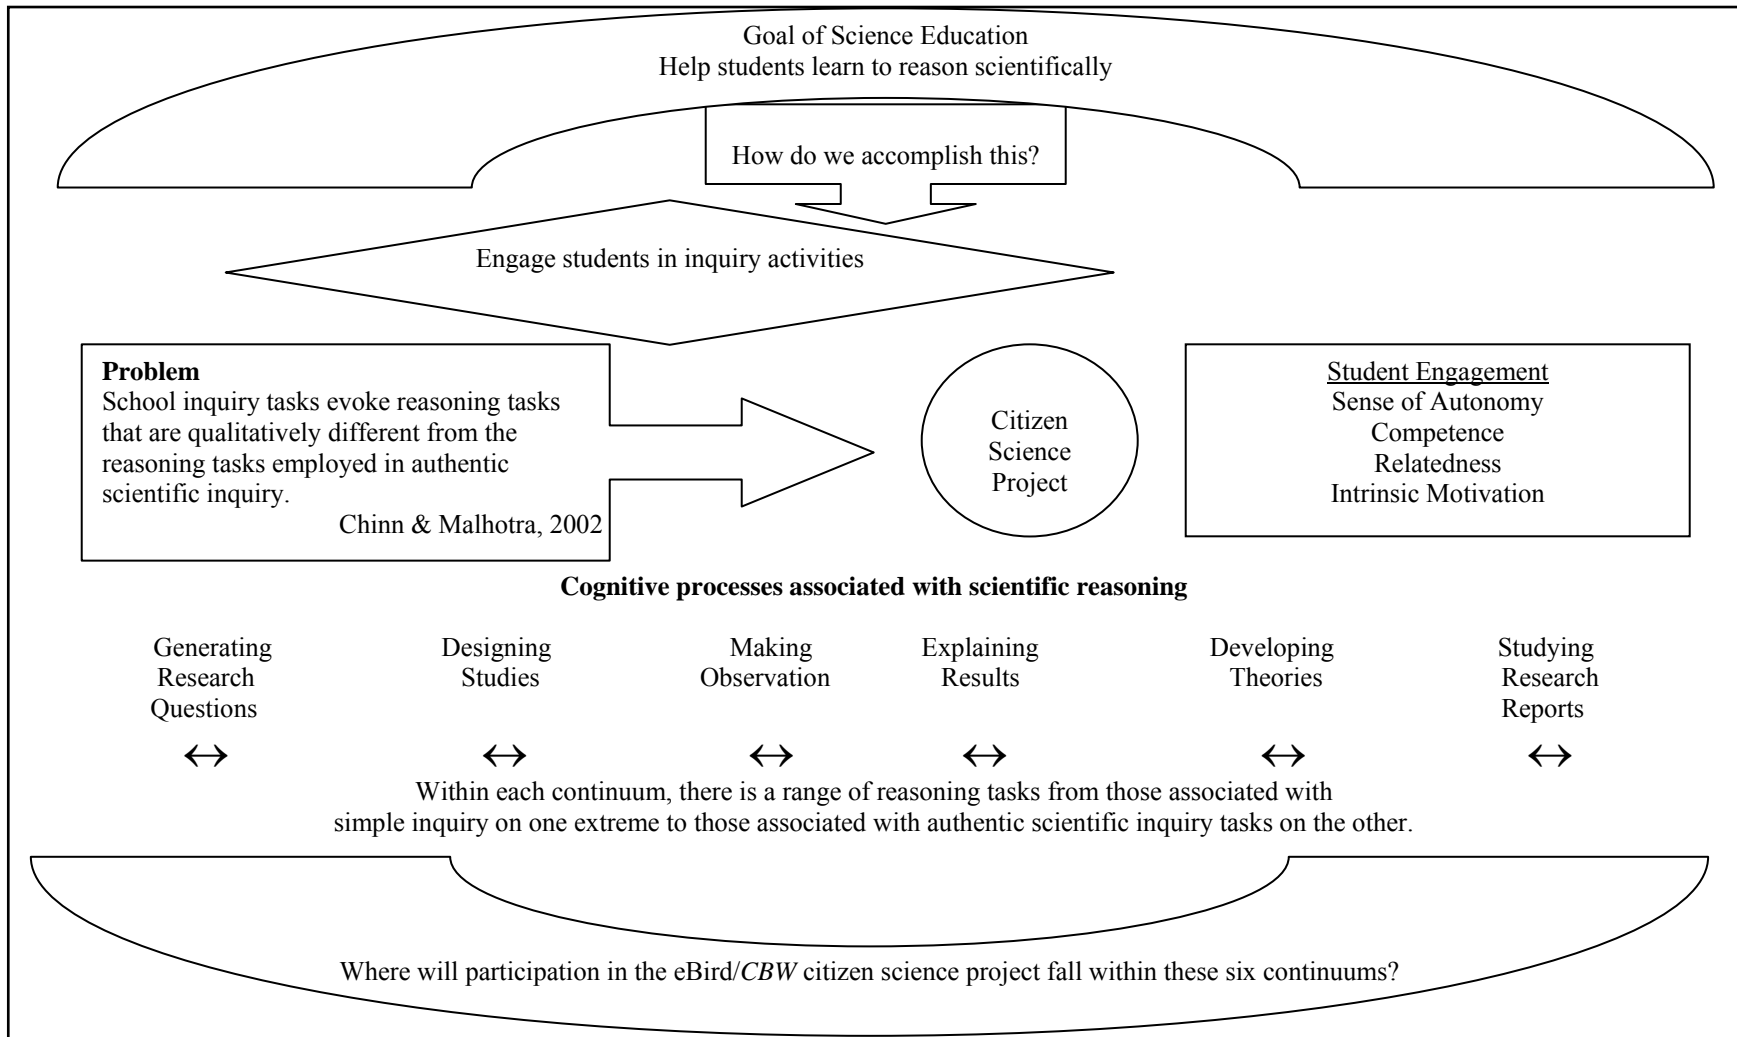 Goal of Science Education
Help students learn to reason scientifically
How do we accomplish this?
Engage students in inquiry activities
Problem
School inquiry tasks evoke reasoning tasks
that are qualitatively different from the
reasoning tasks employed in authentic
scientific inquiry.
Chinn & Malhotra, 2002
Citizen
Science
Project
Student Engagement
Sense of Autonomy
Competence
Relatedness
Intrinsic Motivation
Cognitive processes associated with scientific reasoning
Generating
Research
Questions
Designing
Studies
Making
Observation
Explaining
Results
Developing
Theories
Studying
Research
Reports
↔ ↔ ↔ ↔ ↔ ↔
Within each continuum, there is a range of reasoning tasks from those associated with
simple inquiry on one extreme to those associated with authentic scientific inquiry tasks on the other.
Where will participation in the eBird/CBW citizen science project fall within these six continuums?